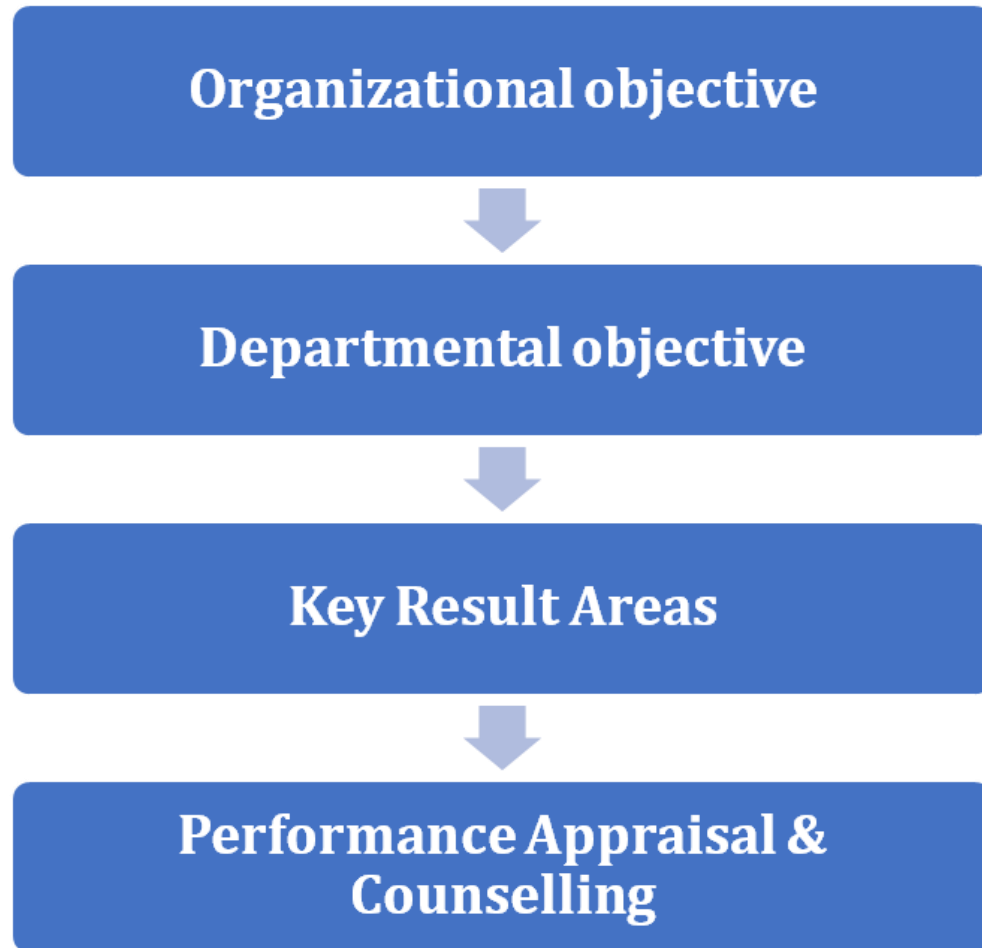 Organizational objective
Departmental objective
Key Result Areas
Performance Appraisal &
Counselling